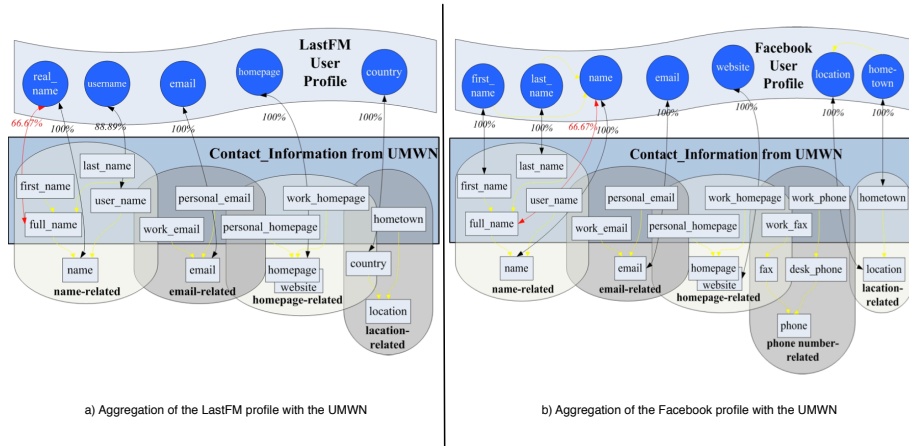 LastFM
User
Profile
real_
name
username
email
homepage
country
66.67%
100%
88.89%
100%
100%
100%
Contact_Information from UMWN
last_name
first_name
user_name
full_name
personal_email
work_homepage
hometown
work_email
personal_homepage
name
email
homepage
website
country
location
name-related
email-related
homepage-related
lacation-
related
a) Aggregation of the LastFM profile with the UMWN
Facebook
User
Profile
first_
name
last_
name
name
email
website
location
home-
town
100%
100%
66.67%
100%
100%
100%
100%
100%
Contact_Information from UMWN
last_name
first_name
user_name
full_name
personal_email
work_homepage
work_phone
hometown
work_email
personal_homepage
work_fax
name
email
homepage
website
fax
desk_phone
location
phone
name-related
email-related
homepage-related
lacation-
related
phone number-
related
b) Aggregation of the Facebook profile with the UMWN